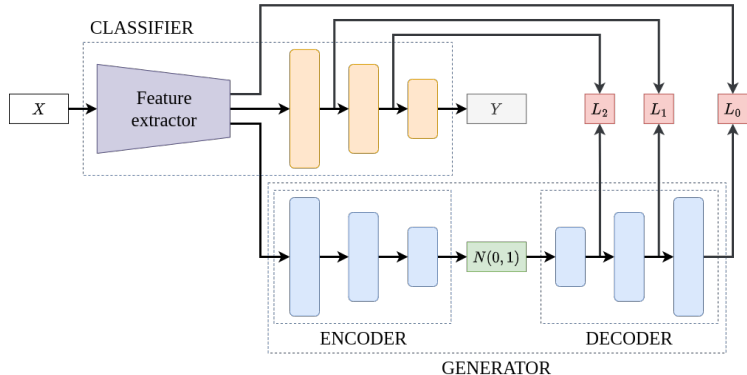 CLASSIFIER
X
Feature
extractor
Y
L₂
L₁
L₀
N(0,1)
ENCODER
DECODER
GENERATOR